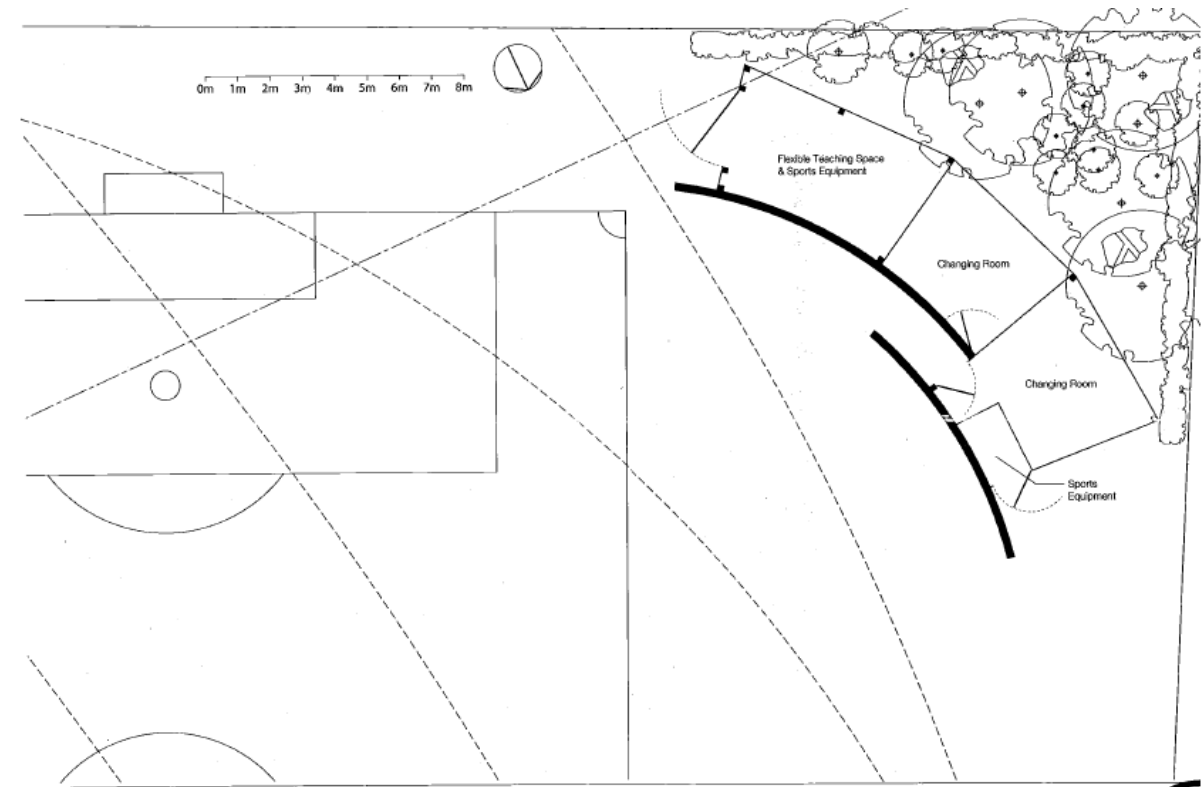 0m 1m 2m 3m 4m 5m 6m 7m 8m
Flexible Teaching Space
& Sports Equipment
Changing Room
Changing Room
Sports
Equipment